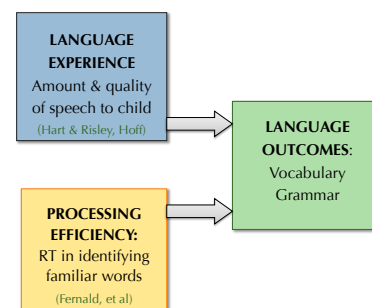 LANGUAGE
EXPERIENCE
Amount & quality
of speech to child
(Hart & Risley, Hoff)
LANGUAGE
OUTCOMES:
Vocabulary
Grammar
PROCESSING
EFFICIENCY:
RT in identifying
familiar words
(Fernald, et al)